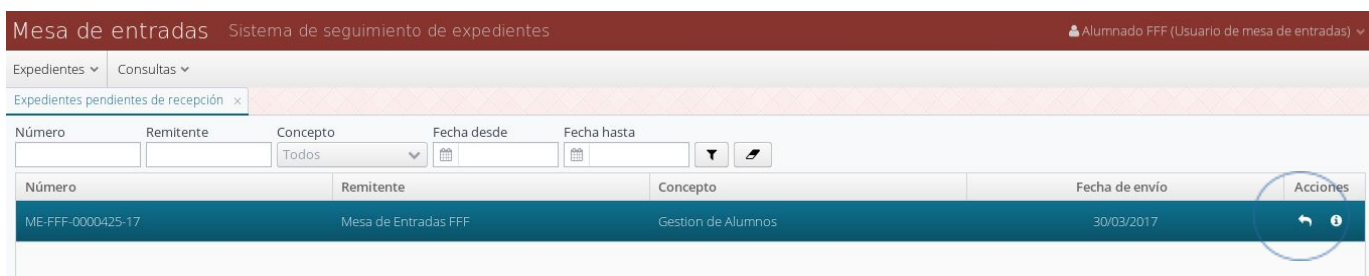 Mesa de entradas Sistema de seguimiento de expedientes Alumnado FFF (Usuario de mesa de entradas)
Expedientes Consultas
Expedientes pendientes de recepción ×
Número Remitente Concepto Fecha desde Fecha hasta
Todos
Número Remitente Concepto Fecha de envío Acciones
ME-FFF-0000425-17 Mesa de Entradas FFF Gestion de Alumnos 30/03/2017